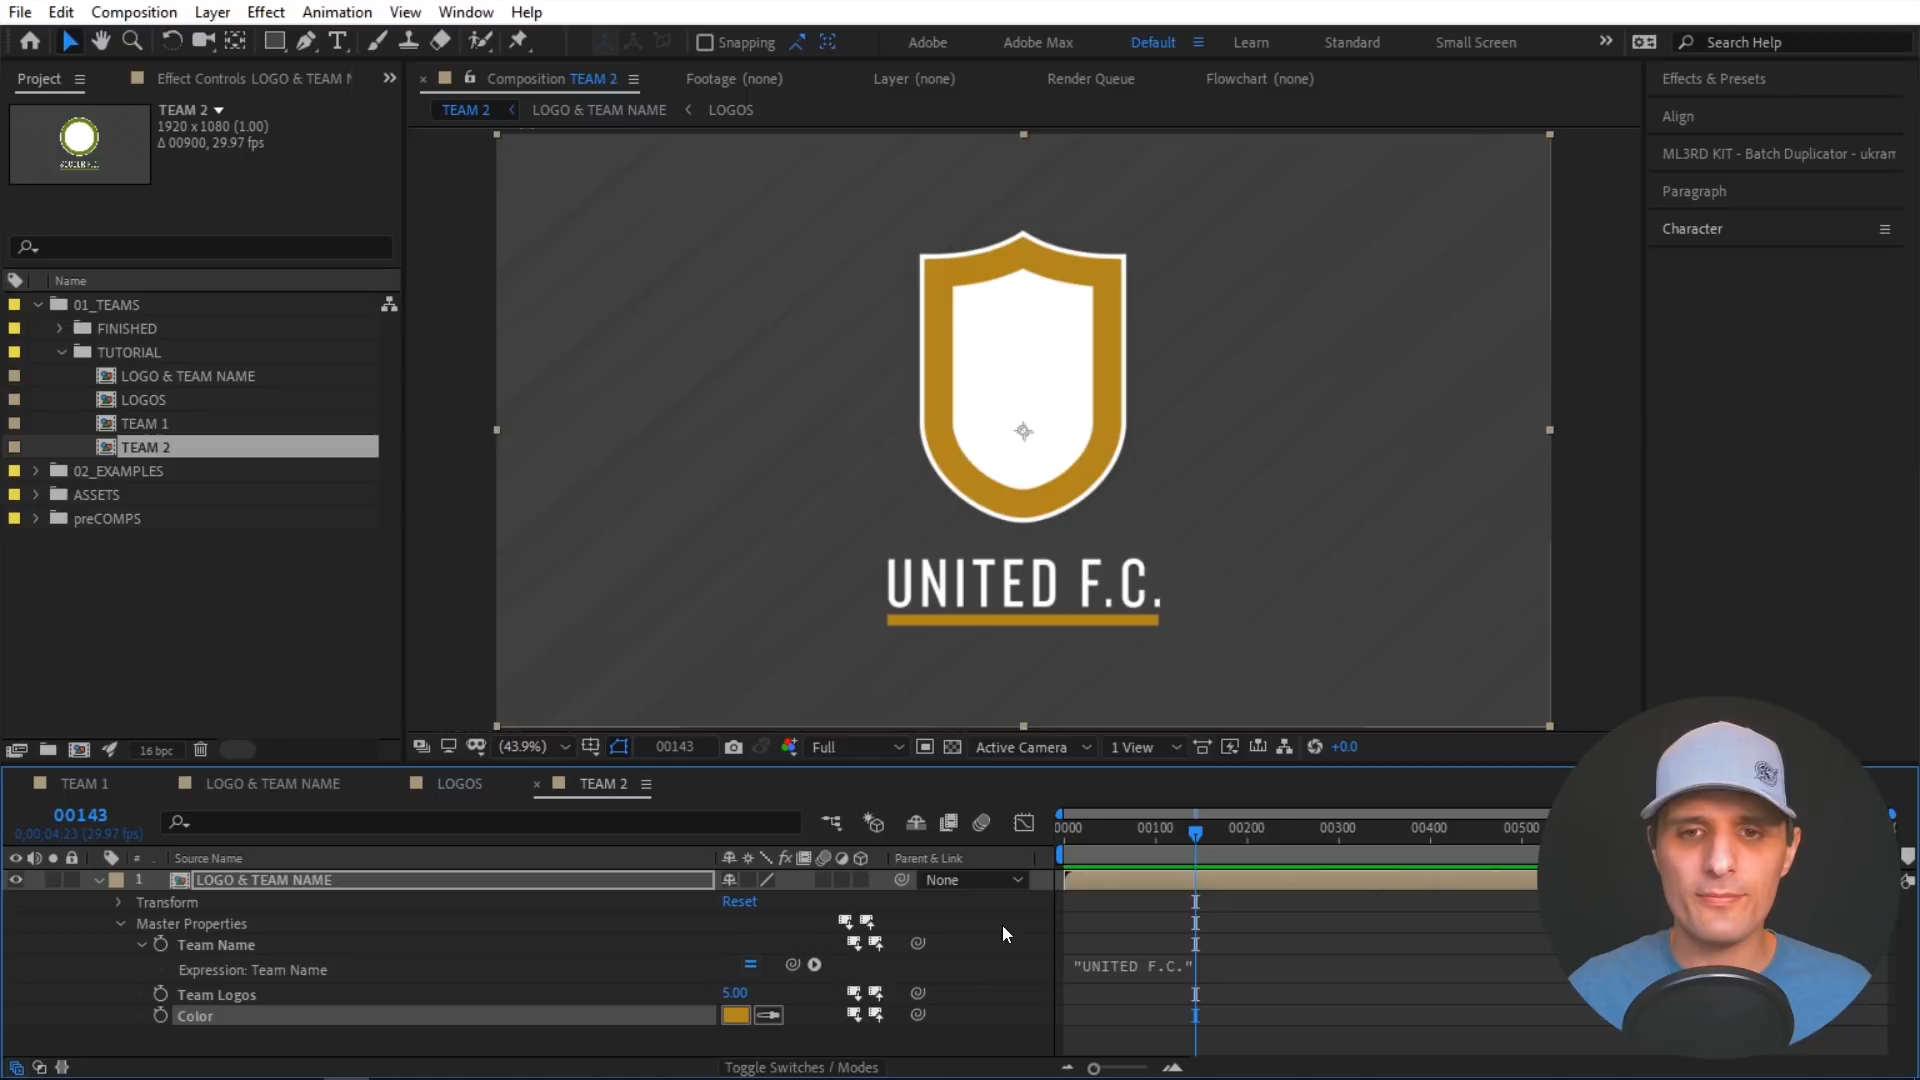 File Edit Composition Layer Effect Animation View Window Help
Snapping
Adobe Adobe Max Default Learn Standard Small Screen
Search Help
Project
Effect Controls LOGO & TEAM
Composition TEAM 2
Footage (none)
Layer (none)
Render Queue
Flowchart (none)
TEAM 2
LOGO & TEAM NAME
LOGOS
TEAM 2
1920 x 1080 (1.00)
Δ 00900, 29.97 fps
Name
01_TEAMS
FINISHED
TUTORIAL
LOGO & TEAM NAME
LOGOS
TEAM 1
TEAM 2
02_EXAMPLES
ASSETS
preCOMPS
16 bpc
UNITED F.C.
Effects & Presets
Align
ML3RD KIT - Batch Duplicator - ukram
Paragraph
Character
(43.9%)
00143
Full
Active Camera
1 View
+0.0
TEAM 1
LOGO & TEAM NAME
LOGOS
TEAM 2
00143
0;00;04;23 (29.97 fps)
0000 00100 00200 00300 00400 00500
# Source Name
Parent & Link
1 LOGO & TEAM NAME
None
Transform
Reset
Master Properties
Team Name
Expression: Team Name
"UNITED F.C."
Team Logos
5.00
Color
Toggle Switches / Modes